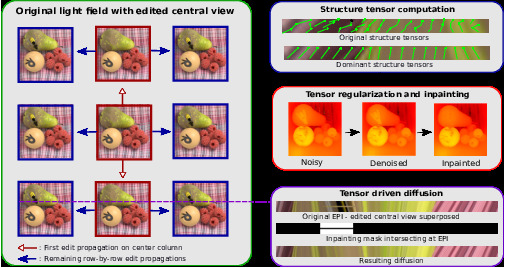 Original light field with edited central view
: First edit propagation on center column
: Remaining row-by-row edit propagations
Structure tensor computation
Original structure tensors
Dominant structure tensors
Tensor regularization and inpainting
Noisy Denoised Inpainted
Tensor driven diffusion
Original EPI - edited central view superposed
Inpainting mask intersecting at EPI
Resulting diffusion